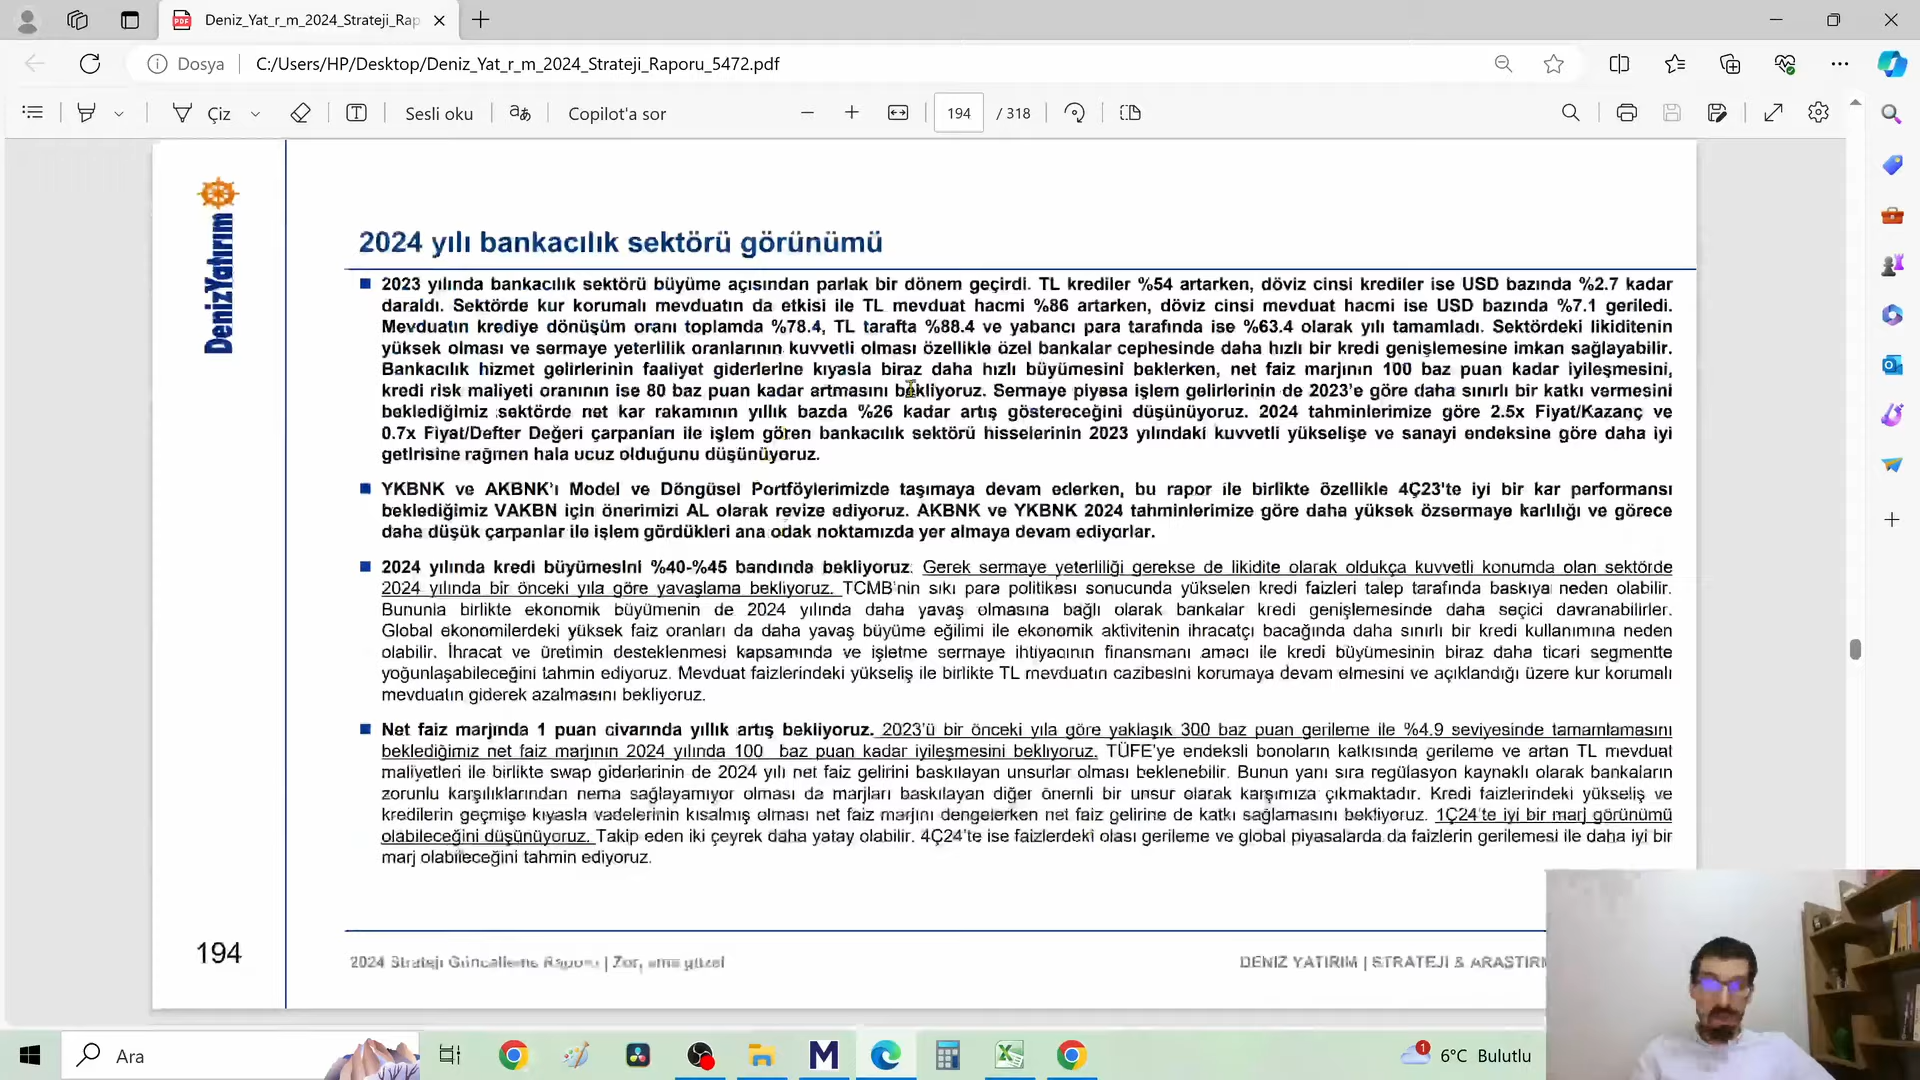 Deniz_Yat_r_m_2024_Strateji_Rap
Dosya
C:/Users/HP/Desktop/Deniz_Yat_r_m_2024_Strateji_Raporu_5472.pdf
Çiz
Sesli oku
Copilot'a sor
194 / 318
DenizYatırım
2024 yılı bankacılık sektörü görünümü
2023 yılında bankacılık sektörü büyüme açısından parlak bir dönem geçirdi. TL krediler %54 artarken, döviz cinsi krediler ise USD bazında %2.7 kadar
daraldı. Sektörde kur korumalı mevduatın da etkisi ile TL mevduat hacmi %86 artarken, döviz cinsi mevduat hacmi ise USD bazında %7.1 geriledi.
Mevduatın krediye dönüşüm oranı toplamda %78.4, TL tarafta %88.4 ve yabancı para tarafında ise %63.4 olarak yılı tamamladı. Sektördeki likiditenin
yüksek olması ve sermaye yeterlilik oranlarının kuvvetli olması özellikle özel bankalar cephesinde daha hızlı bir kredi genişlemesine imkan sağlayabilir.
Bankacılık hizmet gelirlerinin faaliyet giderlerine kıyasla biraz daha hızlı büyümesini beklerken, net faiz marjının 100 baz puan kadar iyileşmesini,
kredi risk maliyeti oranının ise 80 baz puan kadar artmasını bekliyoruz. Sermaye piyasa işlem gelirlerinin de 2023'e göre daha sınırlı bir katkı vermesini
beklediğimiz sektörde net kar rakamının yıllık bazda %26 kadar artış göstereceğini düşünüyoruz. 2024 tahminlerimize göre 2.5x Fiyat/Kazanç ve
0.7x Fiyat/Defter Değeri çarpanları ile işlem gören bankacılık sektörü hisselerinin 2023 yılındaki kuvvetli yükselişe ve sanayi endeksine göre daha iyi
getirisine rağmen hala ucuz olduğunu düşünüyoruz.
YKBNK ve AKBNK'ı Model ve Döngüsel Portföylerimizde taşımaya devam ederken, bu rapor ile birlikte özellikle 4Ç23'te iyi bir kar performansı
beklediğimiz VAKBN için önerimizi AL olarak revize ediyoruz. AKBNK ve YKBNK 2024 tahminlerimize göre daha yüksek özsermaye karlılığı ve görece
daha düşük çarpanlar ile işlem gördükleri ana odak noktamızda yer almaya devam ediyorlar.
2024 yılında kredi büyümesini %40-%45 bandında bekliyoruz. Gerek sermaye yeterliliği gerekse de likidite olarak oldukça kuvvetli konumda olan sektörde
2024 yılında bir önceki yıla göre yavaşlama bekliyoruz. TCMB'nin sıkı para politikası sonucunda yükselen kredi faizleri talep tarafında baskıya neden olabilir.
Bununla birlikte ekonomik büyümenin de 2024 yılında daha yavaş olmasına bağlı olarak bankalar kredi genişlemesinde daha seçici davranabilirler.
Global ekonomilerdeki yüksek faiz oranları da daha yavaş büyüme eğilimi ile ekonomik aktivitenin ihracatçı bacağında daha sınırlı bir kredi kullanımına neden
olabilir. İhracat ve üretimin desteklenmesi kapsamında ve işletme sermaye ihtiyacının finansmanı amacı ile kredi büyümesinin biraz daha ticari segmentte
yoğunlaşabileceğini tahmin ediyoruz. Mevduat faizlerindeki yükseliş ile birlikte TL mevduatın cazibesini korumaya devam etmesini ve açıklandığı üzere kur korumalı
mevduatın giderek azalmasını bekliyoruz.
Net faiz marjında 1 puan civarında yıllık artış bekliyoruz. 2023'ü bir önceki yıla göre yaklaşık 300 baz puan gerileme ile %4.9 seviyesinde tamamlamasını
beklediğimiz net faiz marjının 2024 yılında 100 baz puan kadar iyileşmesini bekliyoruz. TÜFE'ye endeksli bonoların katkısında gerileme ve artan TL mevduat
maliyetleri ile birlikte swap giderlerinin de 2024 yılı net faiz gelirini baskılayan unsurlar olması beklenebilir. Bunun yanı sıra regülasyon kaynaklı olarak bankaların
zorunlu karşılıklarından nema sağlayamıyor olması da marjları baskılayan diğer önemli bir unsur olarak karşımıza çıkmaktadır. Kredi faizlerindeki yükseliş ve
kredilerin geçmişe kıyasla vadelerinin kısalmış olması net faiz marjını dengelerken net faiz gelirine de katkı sağlamasını bekliyoruz. 1Ç24'te iyi bir marj görünümü
olabileceğini düşünüyoruz. Takip eden iki çeyrek daha yatay olabilir. 4Ç24'te ise faizlerdeki olası gerileme ve global piyasalarda da faizlerin gerilemesi ile daha iyi bir
marj olabileceğini tahmin ediyoruz.
194
2024 Strateji Güncelleme Raporu | Zor, ama güzel
DENİZ YATIRIM | STRATEJİ & ARAŞTIRM
Ara
1
6°C Bulutlu